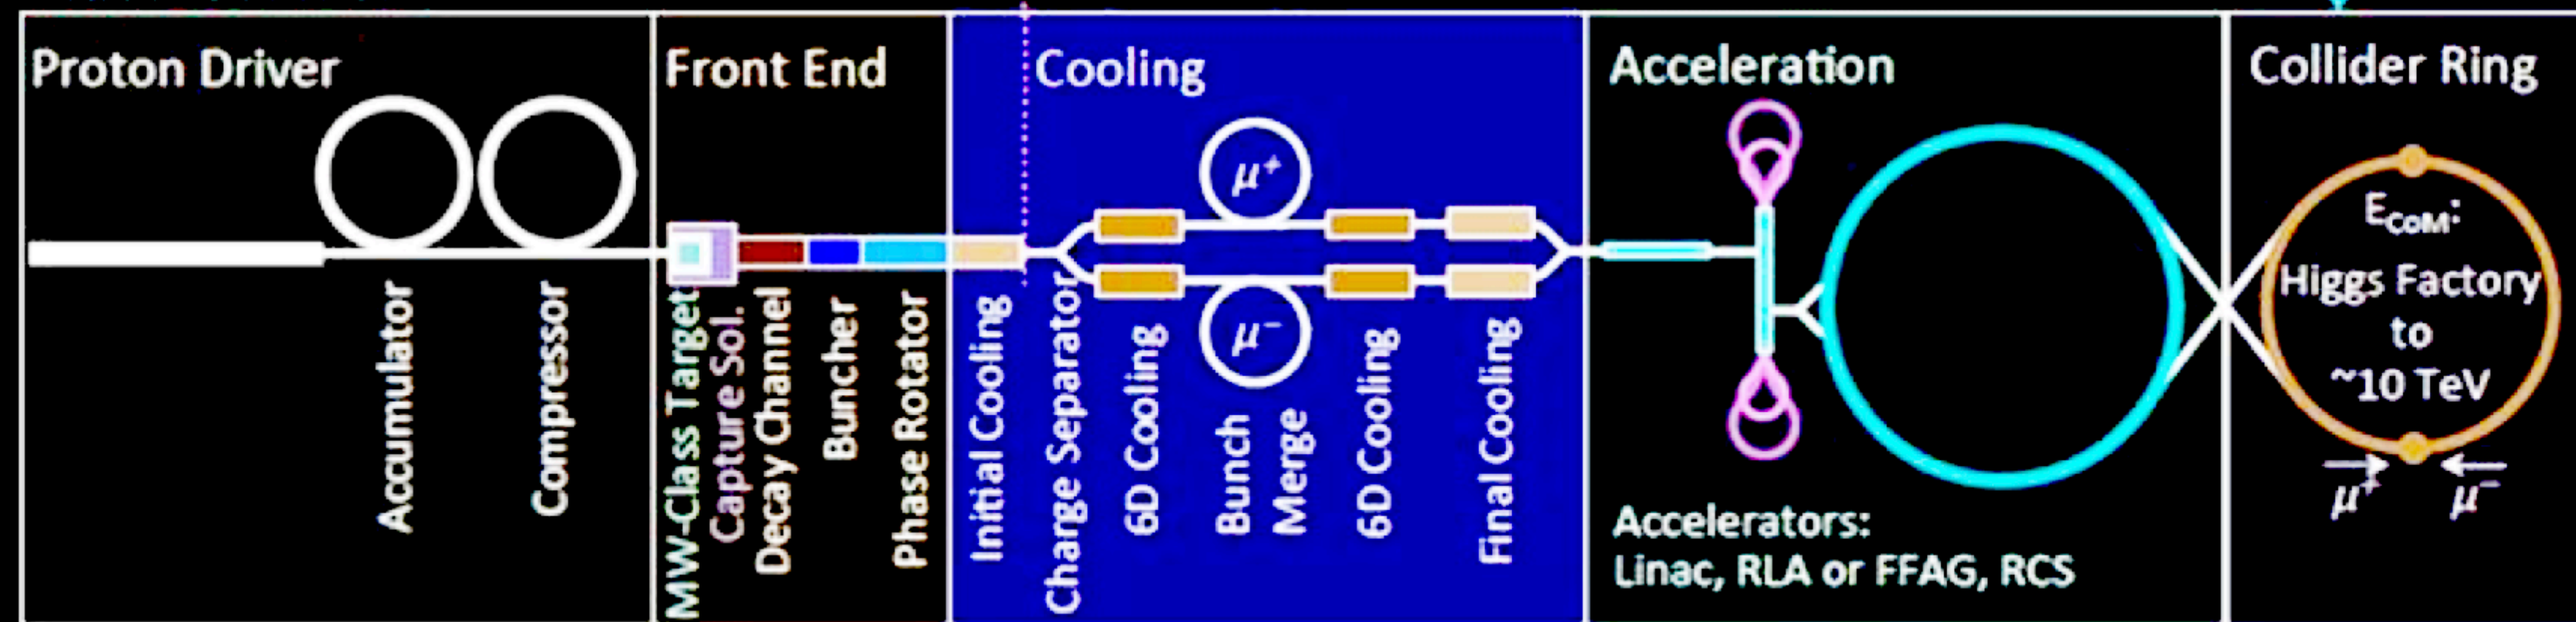 Proton Driver
Accumulator
Compressor
Front End
MW-Class Target
Capture Sol.
Decay Channel
Buncher
Phase Rotator
Cooling
Initial Cooling
Charge Separator
6D Cooling
μ⁺
μ⁻
Bunch
Merge
6D Cooling
Final Cooling
Acceleration
Accelerators:
Linac, RLA or FFAG, RCS
Collider Ring
E_CoM:
Higgs Factory
to
~10 TeV
μ⁺ μ⁻